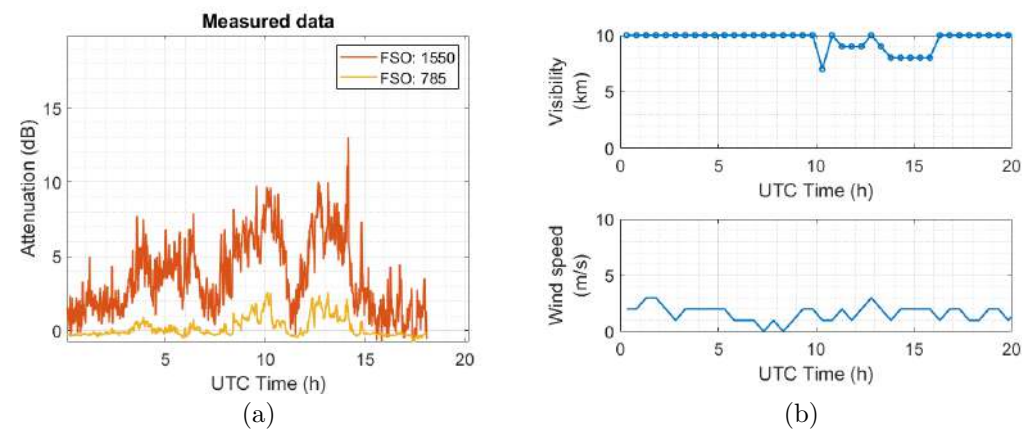 Measured data
FSO: 1550
FSO: 785
15
10
5
0
Attenuation (dB)
5
10
15
20
UTC Time (h)
(a)
10
5
0
Visibility
(km)
0
5
10
15
20
UTC Time (h)
10
5
0
Wind speed
(m/s)
0
5
10
15
20
UTC Time (h)
(b)